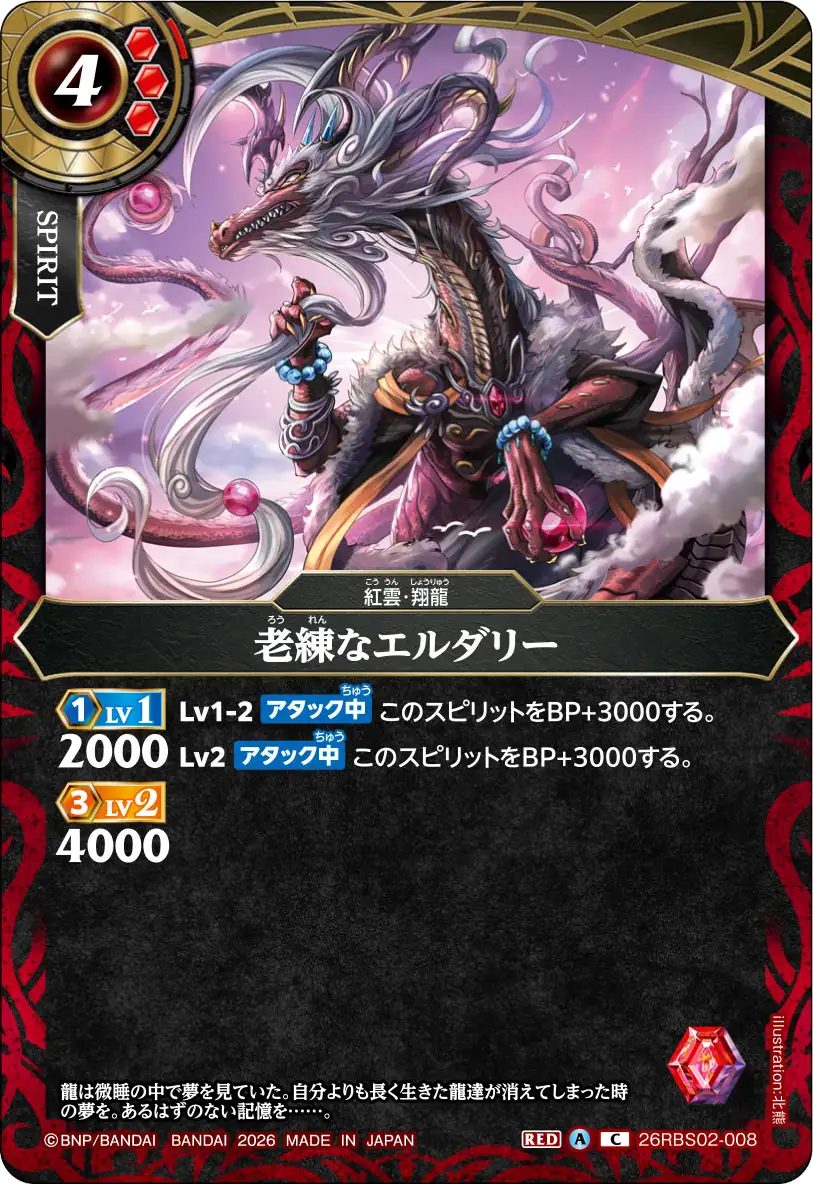 4
SPIRIT
こううん しょうりゅう
紅雲・翔龍
ろうれん
老練なエルダリー
1 LV1
2000
Lv1-2 アタック中 このスピリットをBP+3000する。
ちゅう
Lv2 アタック中 このスピリットをBP+3000する。
ちゅう
3 LV2
4000
龍は微睡の中で夢を見ていた。自分よりも長く生きた龍達が消えてしまった時
の夢を。あるはずのない記憶を……。
illustration:北熊
©BNP/BANDAI BANDAI 2026 MADE IN JAPAN
RED A C 26RBS02-008